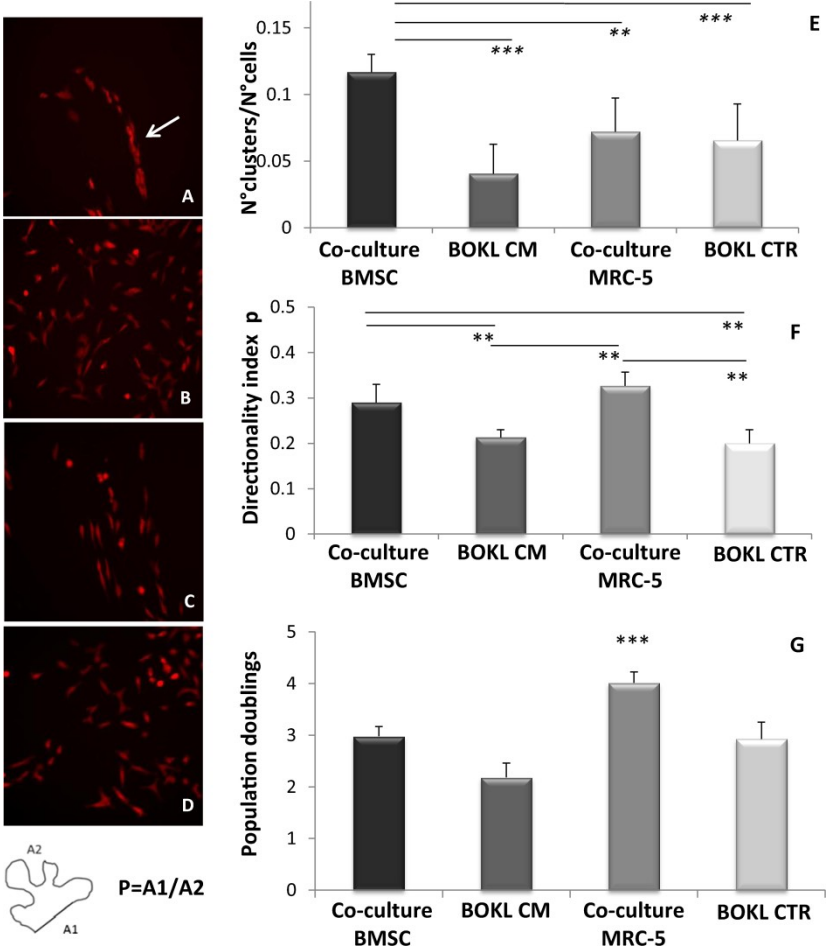 A
B
C
D
A2
P=A1/A2
A1
E
N°clusters/N°cells
0.15
0.1
0.05
0
***
**
***
Co-culture BOKL CM Co-culture BOKL CTR
BMSC MRC-5
F
Directionality index p
0.5
0.4
0.3
0.2
0.1
0
**
**
**
**
Co-culture BOKL CM Co-culture BOKL CTR
BMSC MRC-5
G
Population doublings
5
4
3
2
1
0
***
Co-culture BOKL CM Co-culture BOKL CTR
BMSC MRC-5